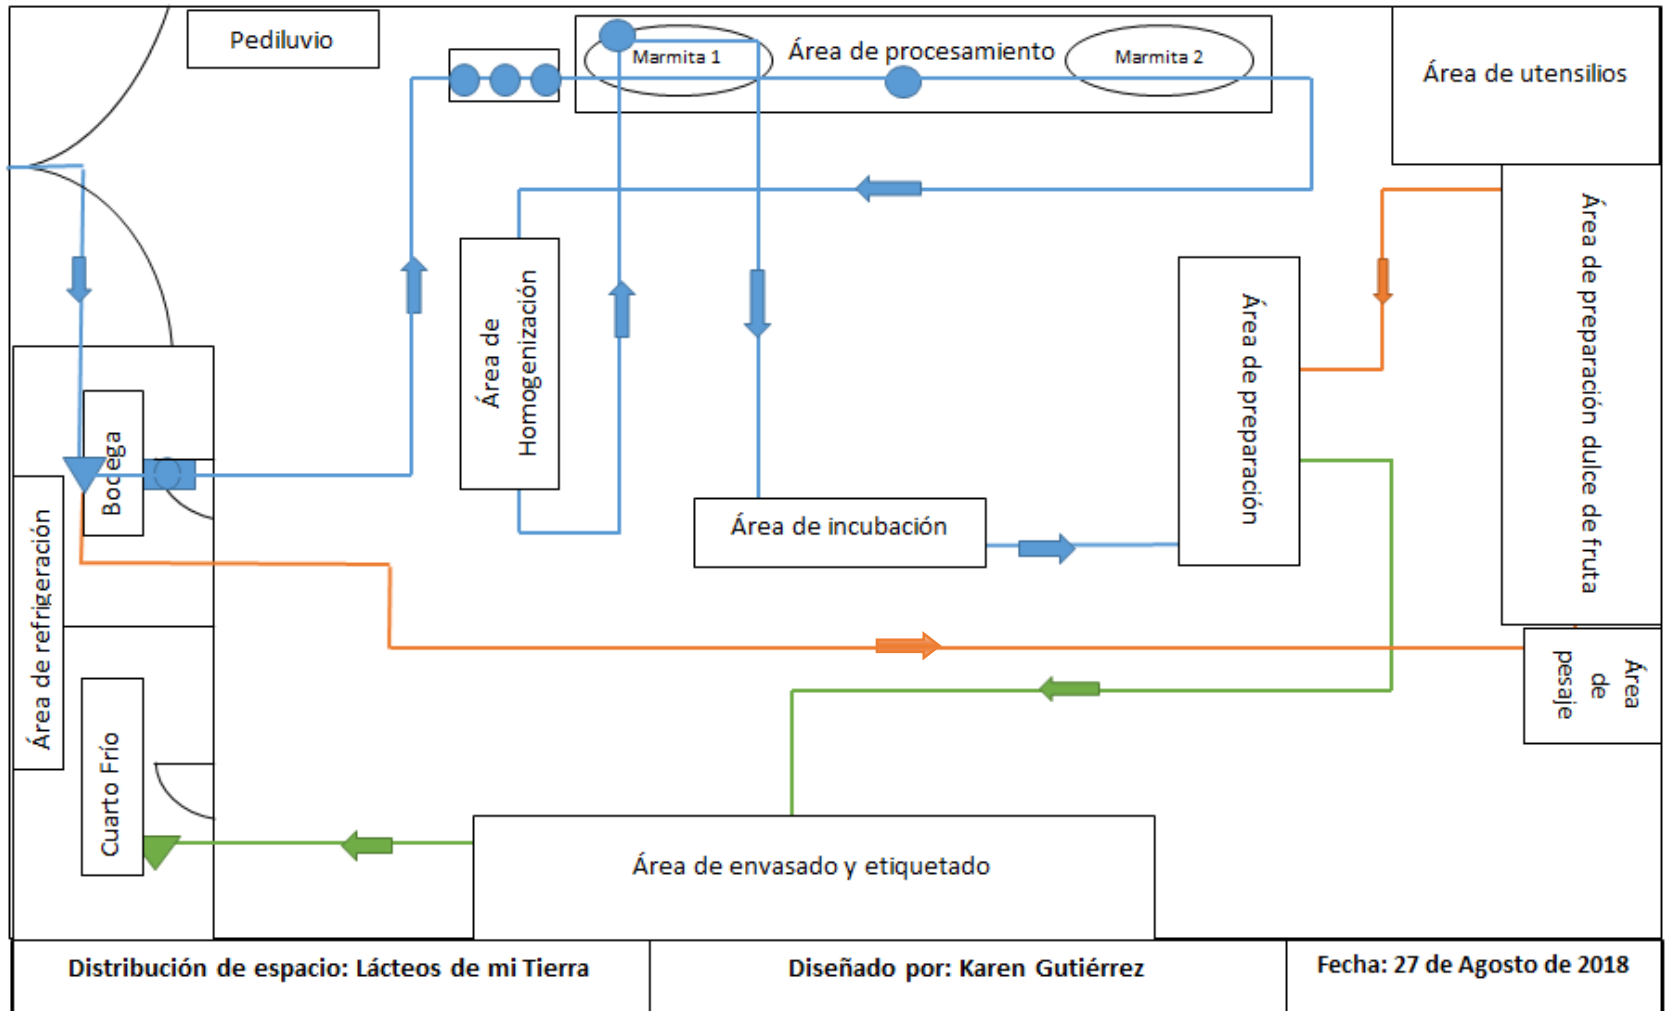 Pediluvio
Marmita 1
Área de procesamiento
Marmita 2
Área de utensilios
Área de
Homogenización
Área de preparación
Área de preparación dulce de fruta
Bodega
Área de refrigeración
Área de incubación
Área
de
pesaje
Cuarto Frío
Área de envasado y etiquetado
Distribución de espacio: Lácteos de mi Tierra
Diseñado por: Karen Gutiérrez
Fecha: 27 de Agosto de 2018